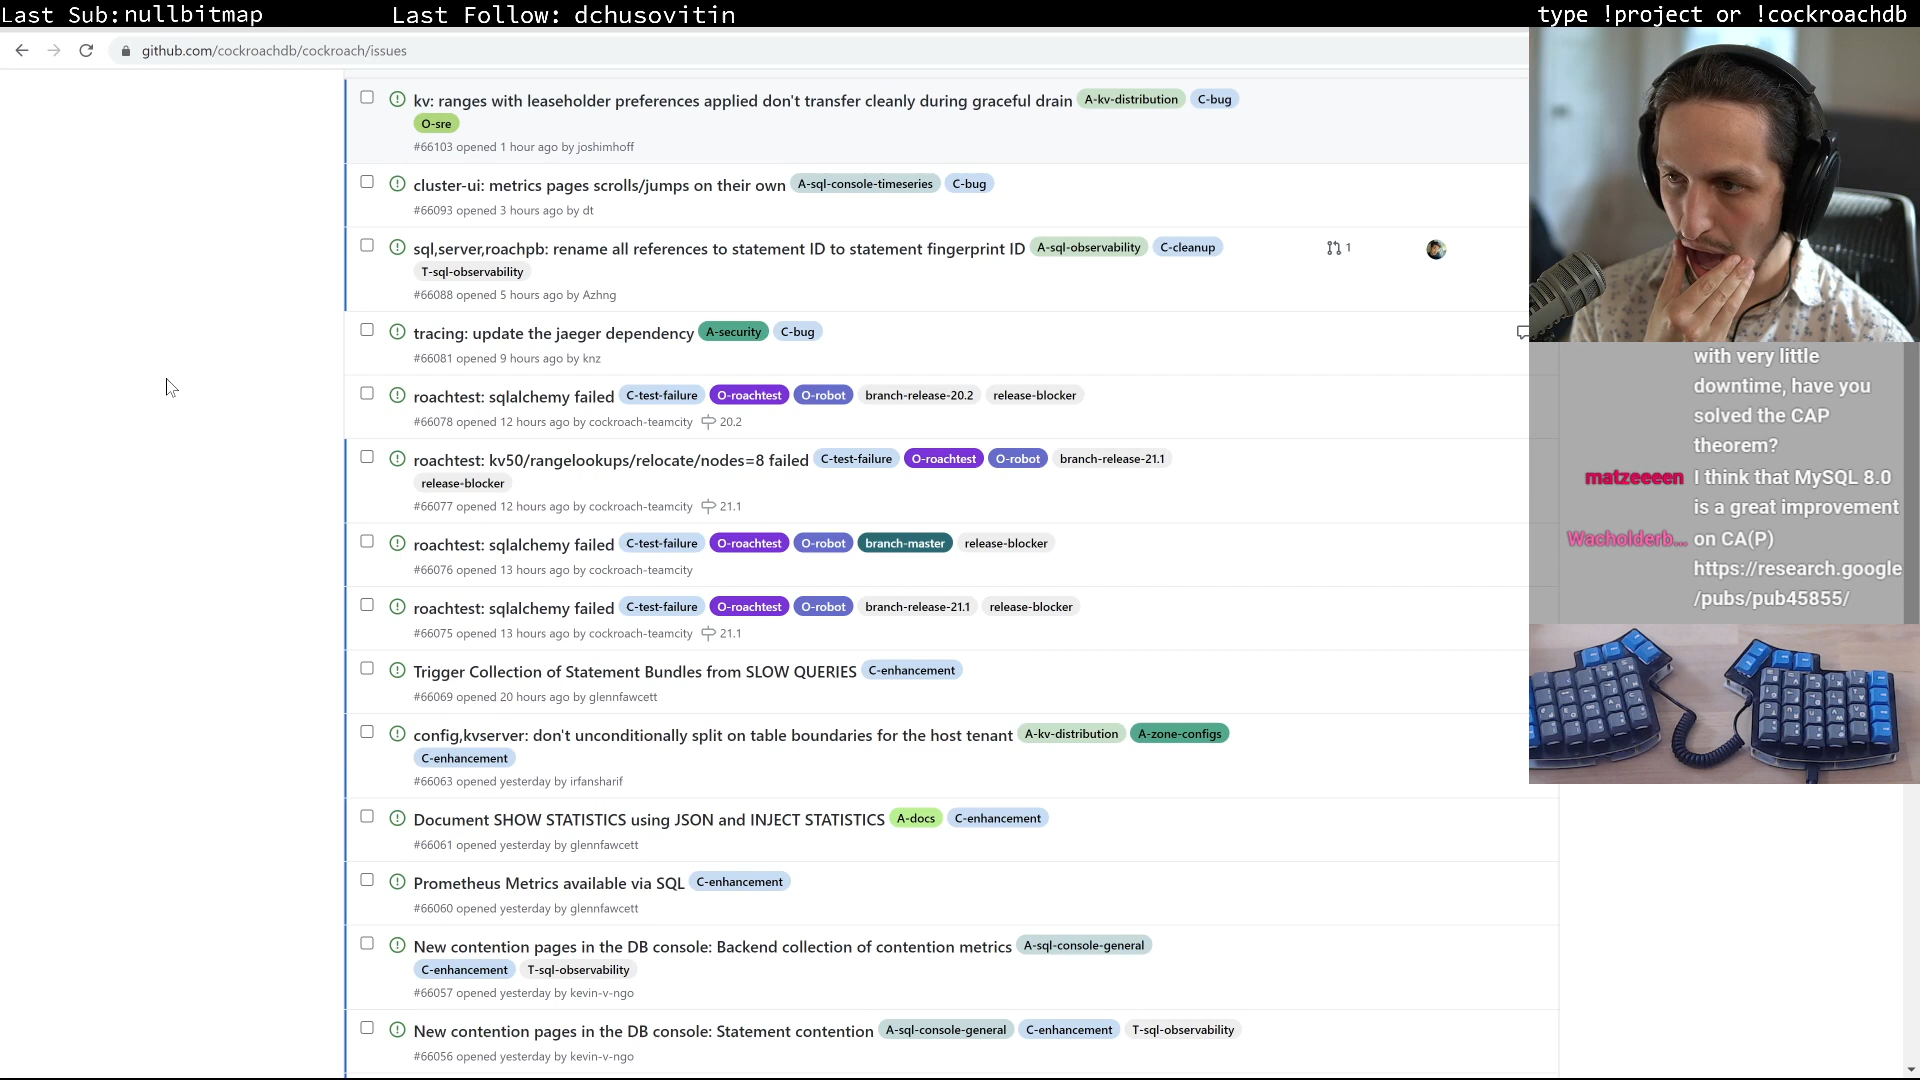 Last Sub:nullbitmap
Last Follow: dchusovitin
type !project or !cockroachdb
github.com/cockroachdb/cockroach/issues
kv: ranges with leaseholder preferences applied don't transfer cleanly during graceful drain A-kv-distribution C-bug
O-sre
#66103 opened 1 hour ago by joshimhoff
cluster-ui: metrics pages scrolls/jumps on their own A-sql-console-timeseries C-bug
#66093 opened 3 hours ago by dt
sql,server,roachpb: rename all references to statement ID to statement fingerprint ID A-sql-observability C-cleanup 1
T-sql-observability
#66088 opened 5 hours ago by Azhng
tracing: update the jaeger dependency A-security C-bug
#66081 opened 9 hours ago by knz
roachtest: sqlalchemy failed C-test-failure O-roachtest O-robot branch-release-20.2 release-blocker
#66078 opened 12 hours ago by cockroach-teamcity 20.2
roachtest: kv50/rangelookups/relocate/nodes=8 failed C-test-failure O-roachtest O-robot branch-release-21.1
release-blocker
#66077 opened 12 hours ago by cockroach-teamcity 21.1
roachtest: sqlalchemy failed C-test-failure O-roachtest O-robot branch-master release-blocker
#66076 opened 13 hours ago by cockroach-teamcity
roachtest: sqlalchemy failed C-test-failure O-roachtest O-robot branch-release-21.1 release-blocker
#66075 opened 13 hours ago by cockroach-teamcity 21.1
Trigger Collection of Statement Bundles from SLOW QUERIES C-enhancement
#66069 opened 20 hours ago by glennfawcett
config,kvserver: don't unconditionally split on table boundaries for the host tenant A-kv-distribution A-zone-configs
C-enhancement
#66063 opened yesterday by irfansharif
Document SHOW STATISTICS using JSON and INJECT STATISTICS A-docs C-enhancement
#66061 opened yesterday by glennfawcett
Prometheus Metrics available via SQL C-enhancement
#66060 opened yesterday by glennfawcett
New contention pages in the DB console: Backend collection of contention metrics A-sql-console-general
C-enhancement T-sql-observability
#66057 opened yesterday by kevin-v-ngo
New contention pages in the DB console: Statement contention A-sql-console-general C-enhancement T-sql-observability
#66056 opened yesterday by kevin-v-ngo
with very little
downtime, have you
solved the CAP
theorem?
matzeeeen I think that MySQL 8.0
is a great improvement
Wacholderb... on CA(P)
https://research.google
/pubs/pub45855/